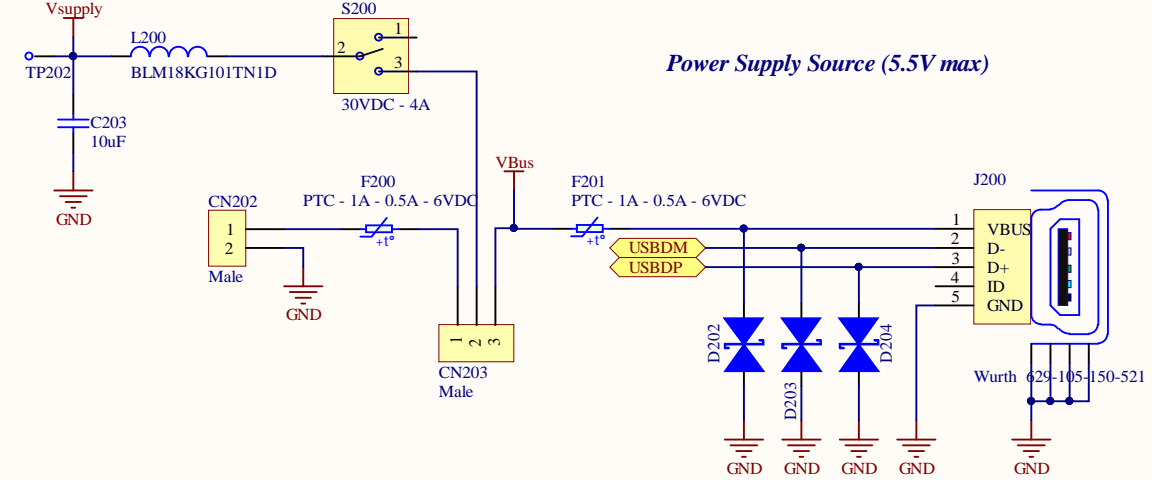 Vsupply
S200
L200
1
2
3
TP202
BLM18KG101TN1D
Power Supply Source (5.5V max)
30VDC - 4A
C203
10uF
GND
VBus
CN202
F200
F201
J200
PTC - 1A - 0.5A - 6VDC
PTC - 1A - 0.5A - 6VDC
1
2
+t°
+t°
Male
GND
USBDM
USBDP
1
2
3
4
5
VBUS
D-
D+
ID
GND
1
2
3
CN203
Male
D202
D203
D204
Wurth 629-105-150-521
GND
GND
GND
GND
GND